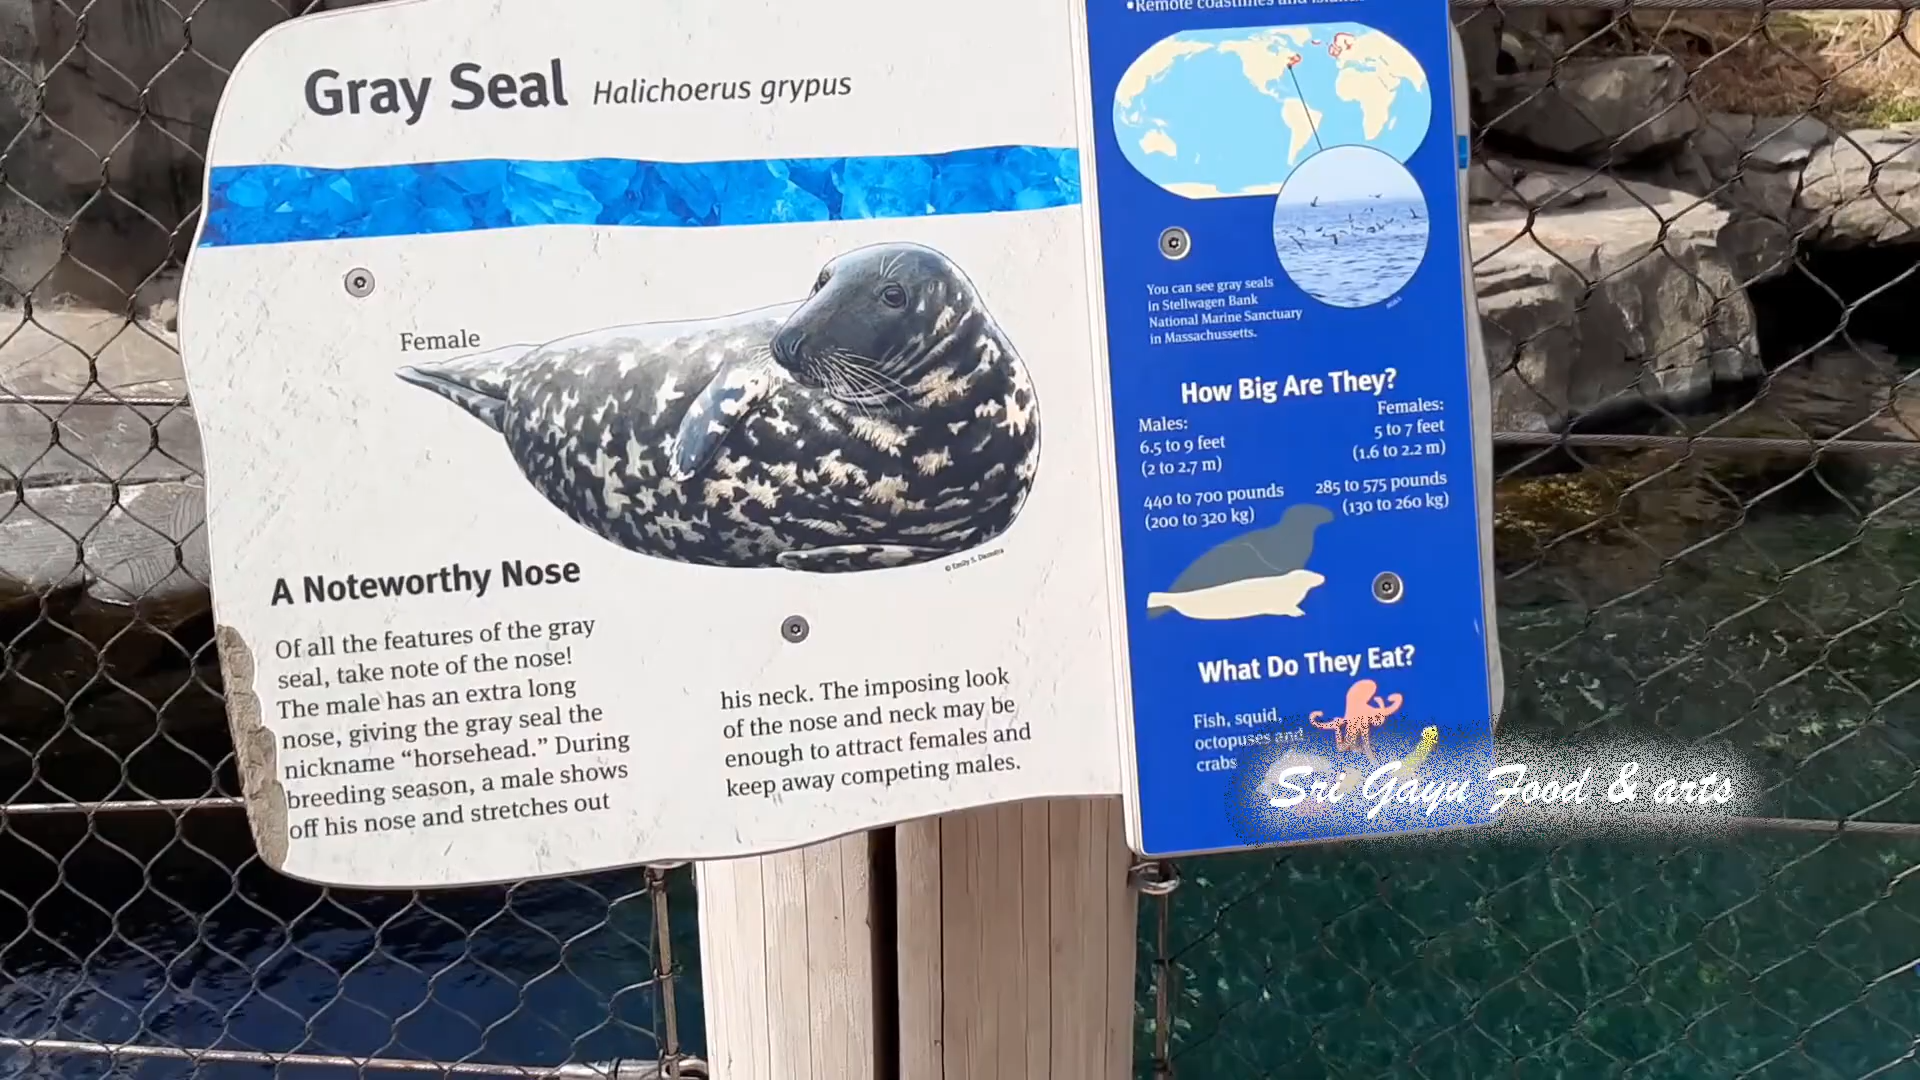 Gray Seal Halichoerus grypus
Female
A Noteworthy Nose
Of all the features of the gray
seal, take note of the nose!
The male has an extra long
nose, giving the gray seal the
nickname “horsehead.” During
breeding season, a male shows
off his nose and stretches out
his neck. The imposing look
of the nose and neck may be
enough to attract females and
keep away competing males.
© Emily S. Damstra
•Remote coastlines and
You can see gray seals
in Stellwagen Bank
National Marine Sanctuary
in Massachussetts.
How Big Are They?
Males:
6.5 to 9 feet
(2 to 2.7 m)
440 to 700 pounds
(200 to 320 kg)
Females:
5 to 7 feet
(1.6 to 2.2 m)
285 to 575 pounds
(130 to 260 kg)
What Do They Eat?
Fish, squid,
octopuses and
crabs
Sri Gayu Food & arts